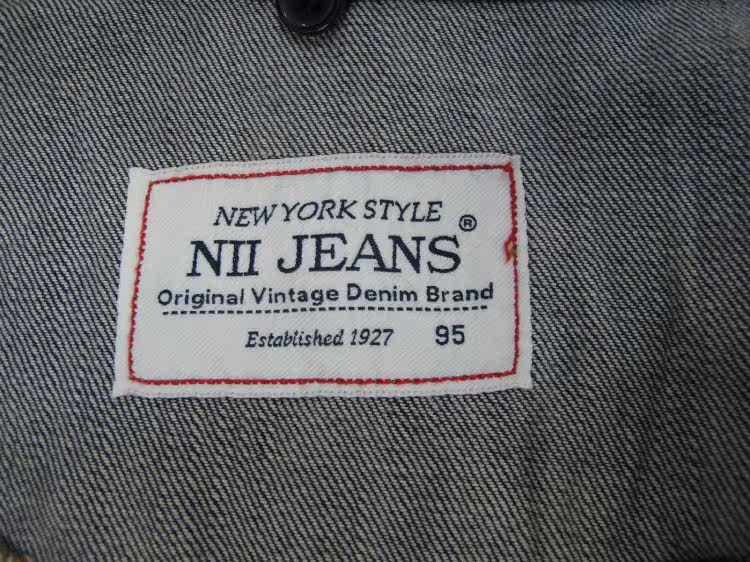 NEW YORK STYLE
NII JEANS®
Original Vintage Denim Brand
Established 1927 95